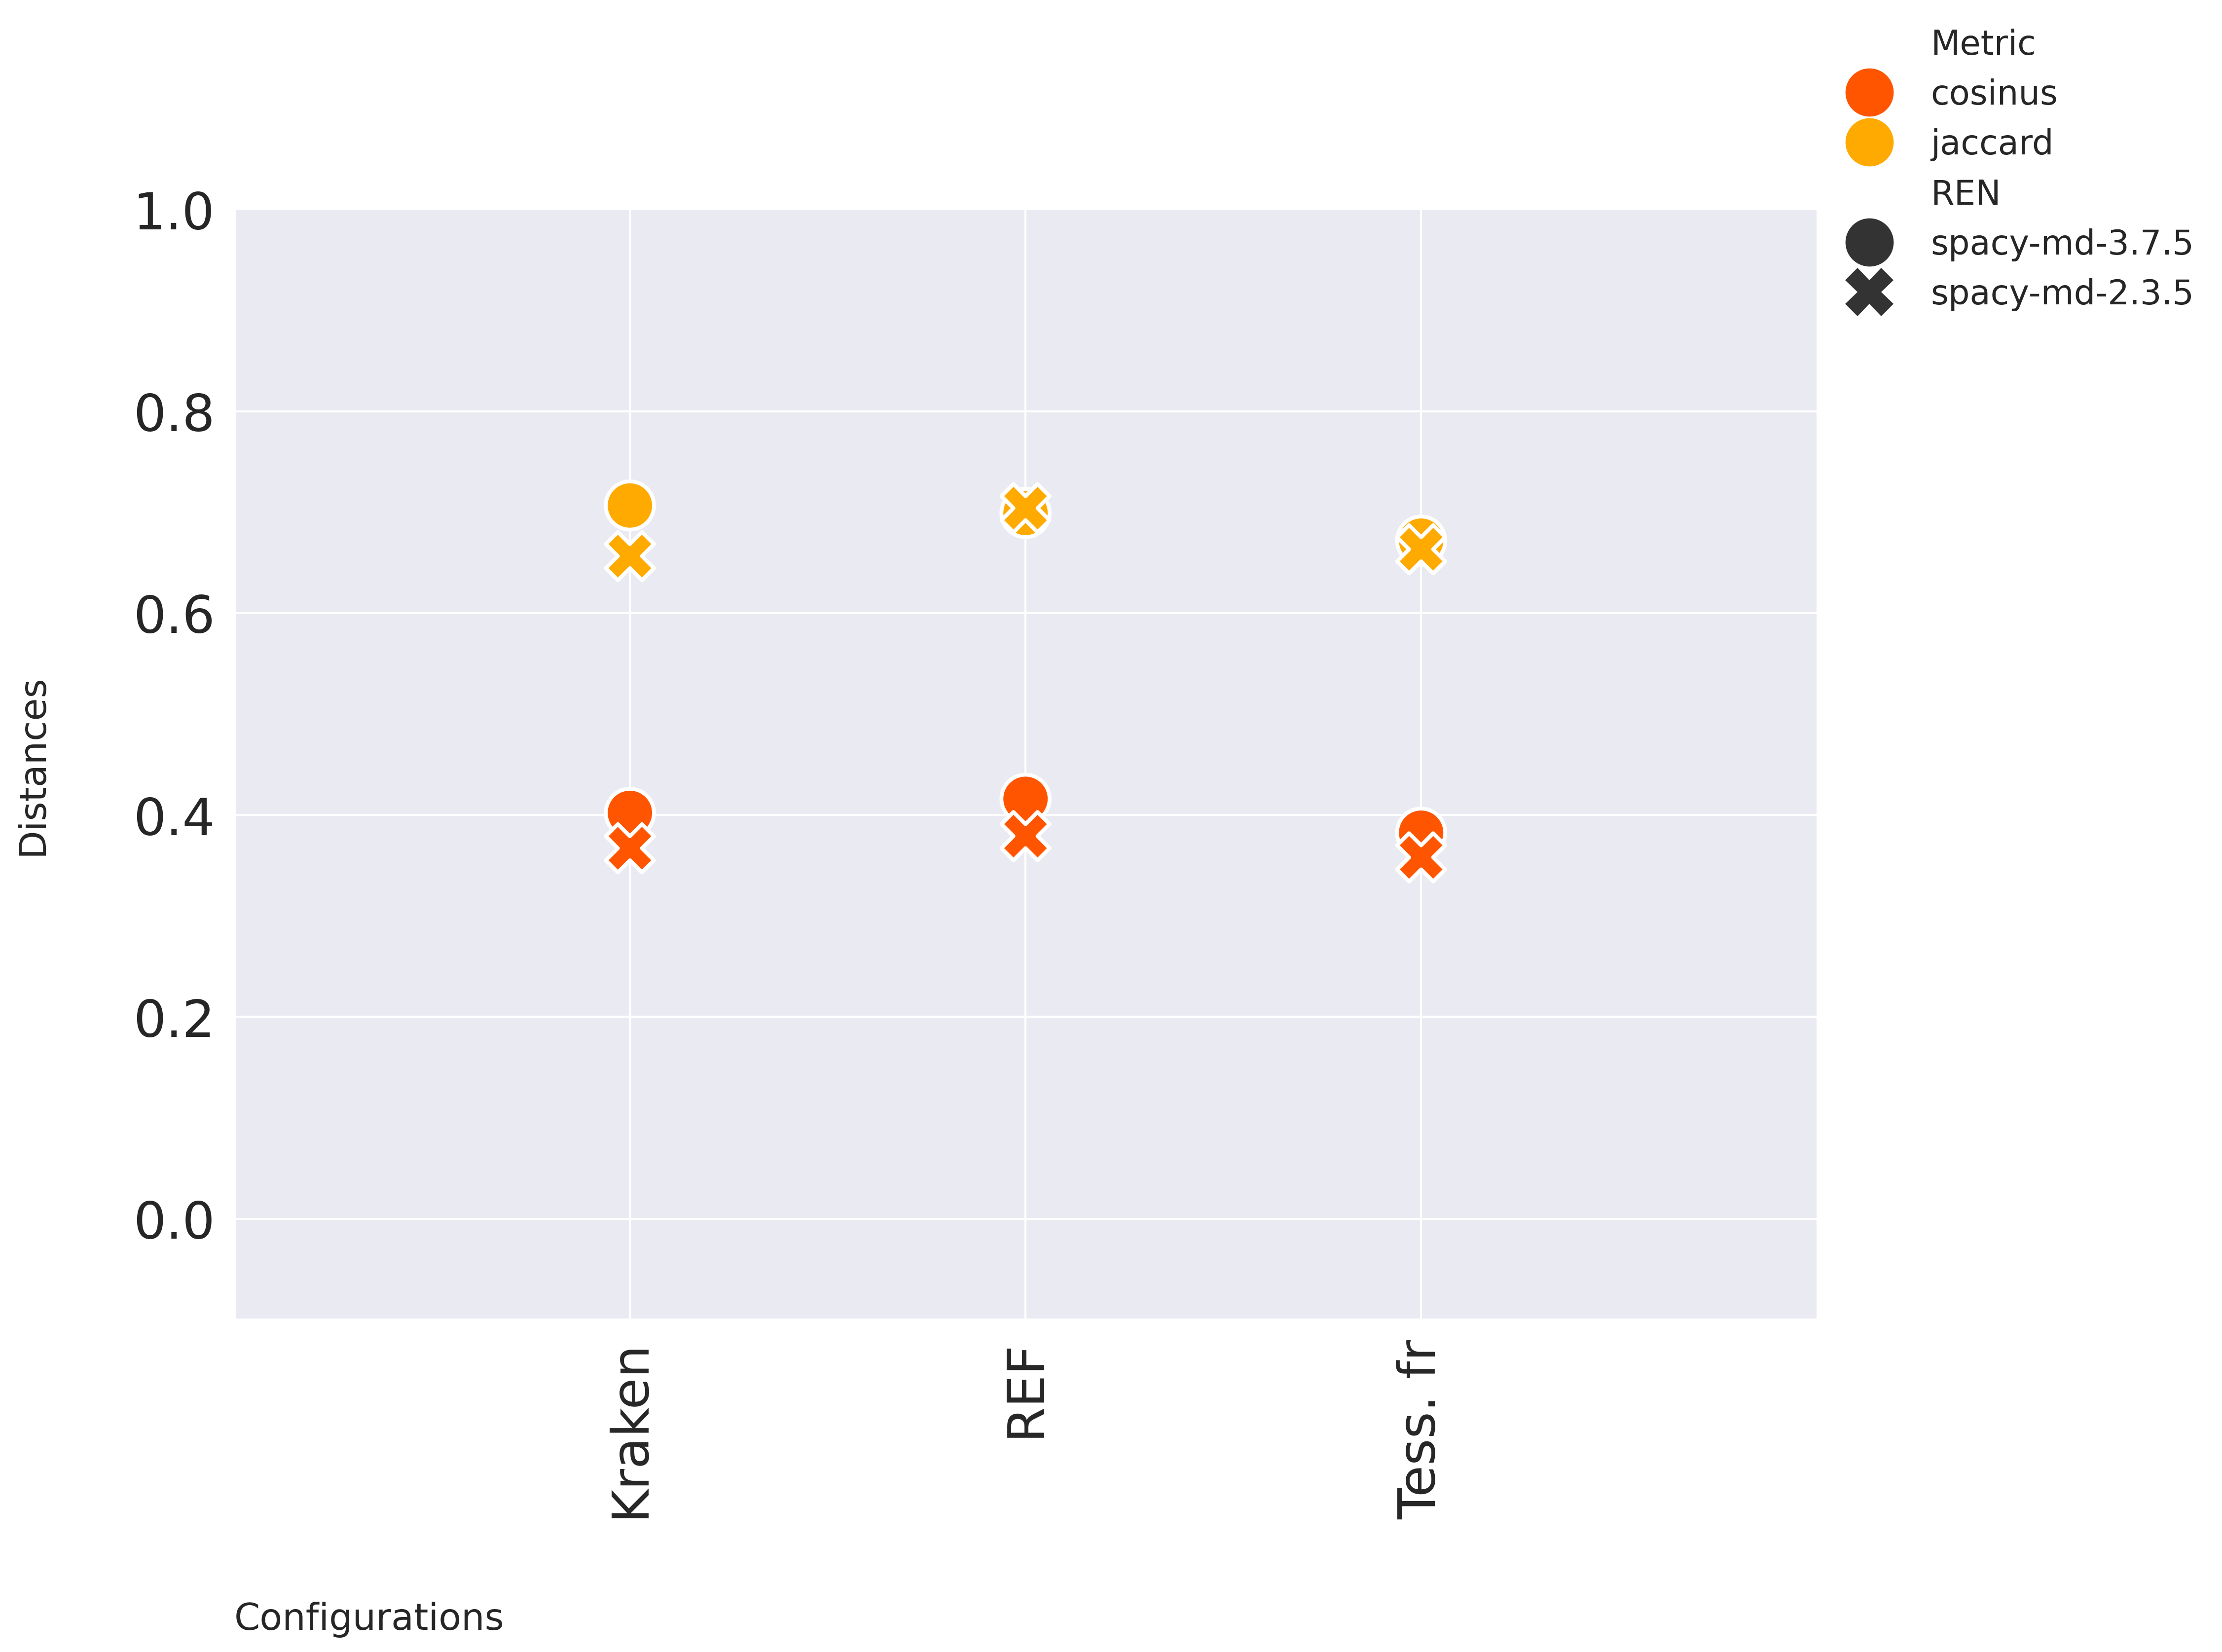 Metric
cosinus
jaccard
REN
spacy-md-3.7.5
spacy-md-2.3.5
1.0
0.8
0.6
0.4
0.2
0.0
Distances
Kraken
REF
Tess. fr
Configurations